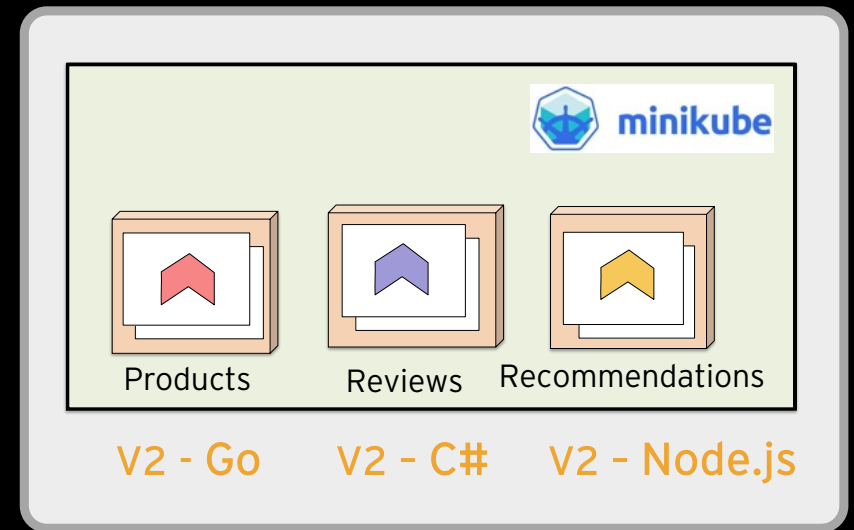 minikube
Products Reviews Recommendations
V2 - Go V2 – C# V2 – Node.js